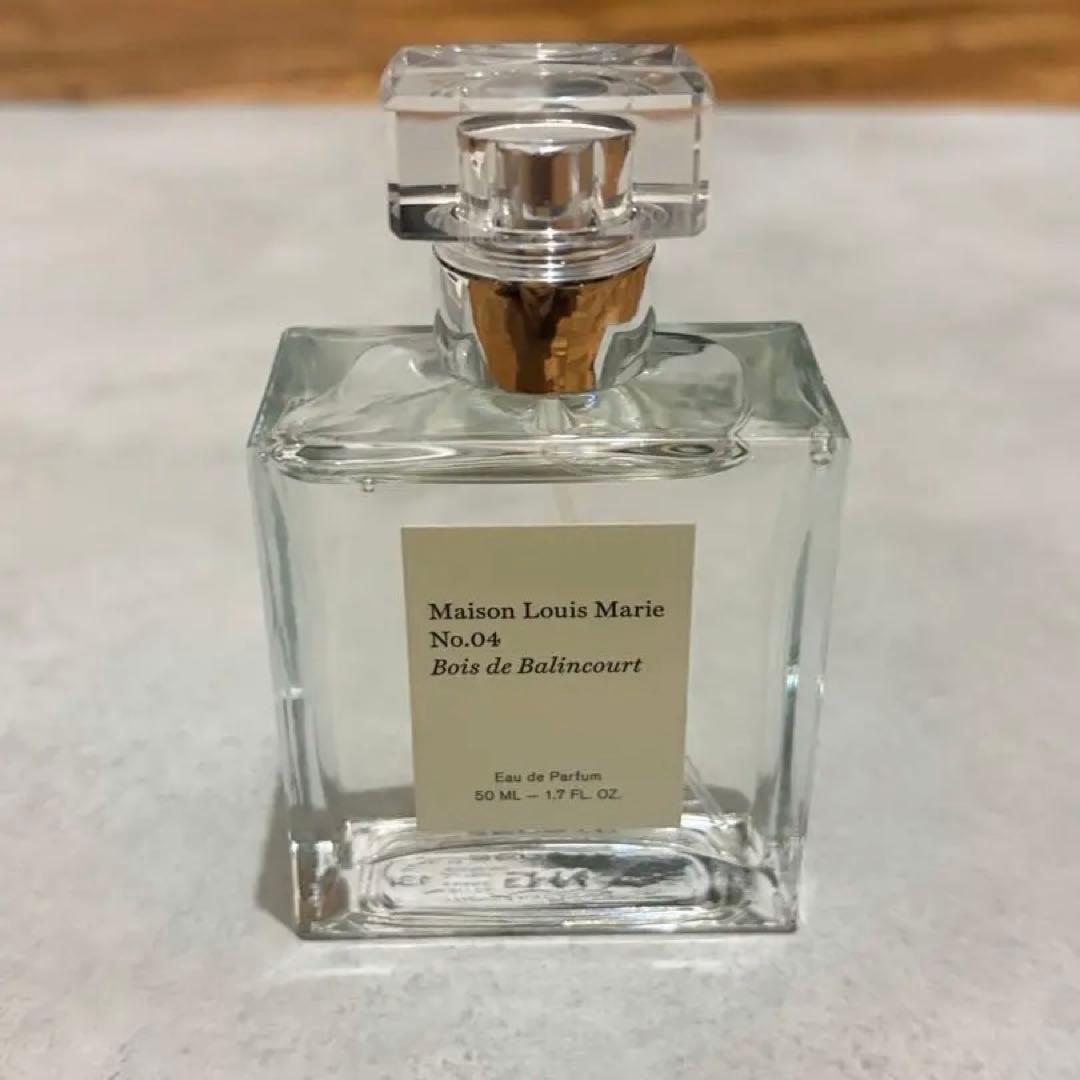 Maison Louis Marie
No.04
Bois de Balincourt
Eau de Parfum
50 ML – 1.7 FL. OZ.